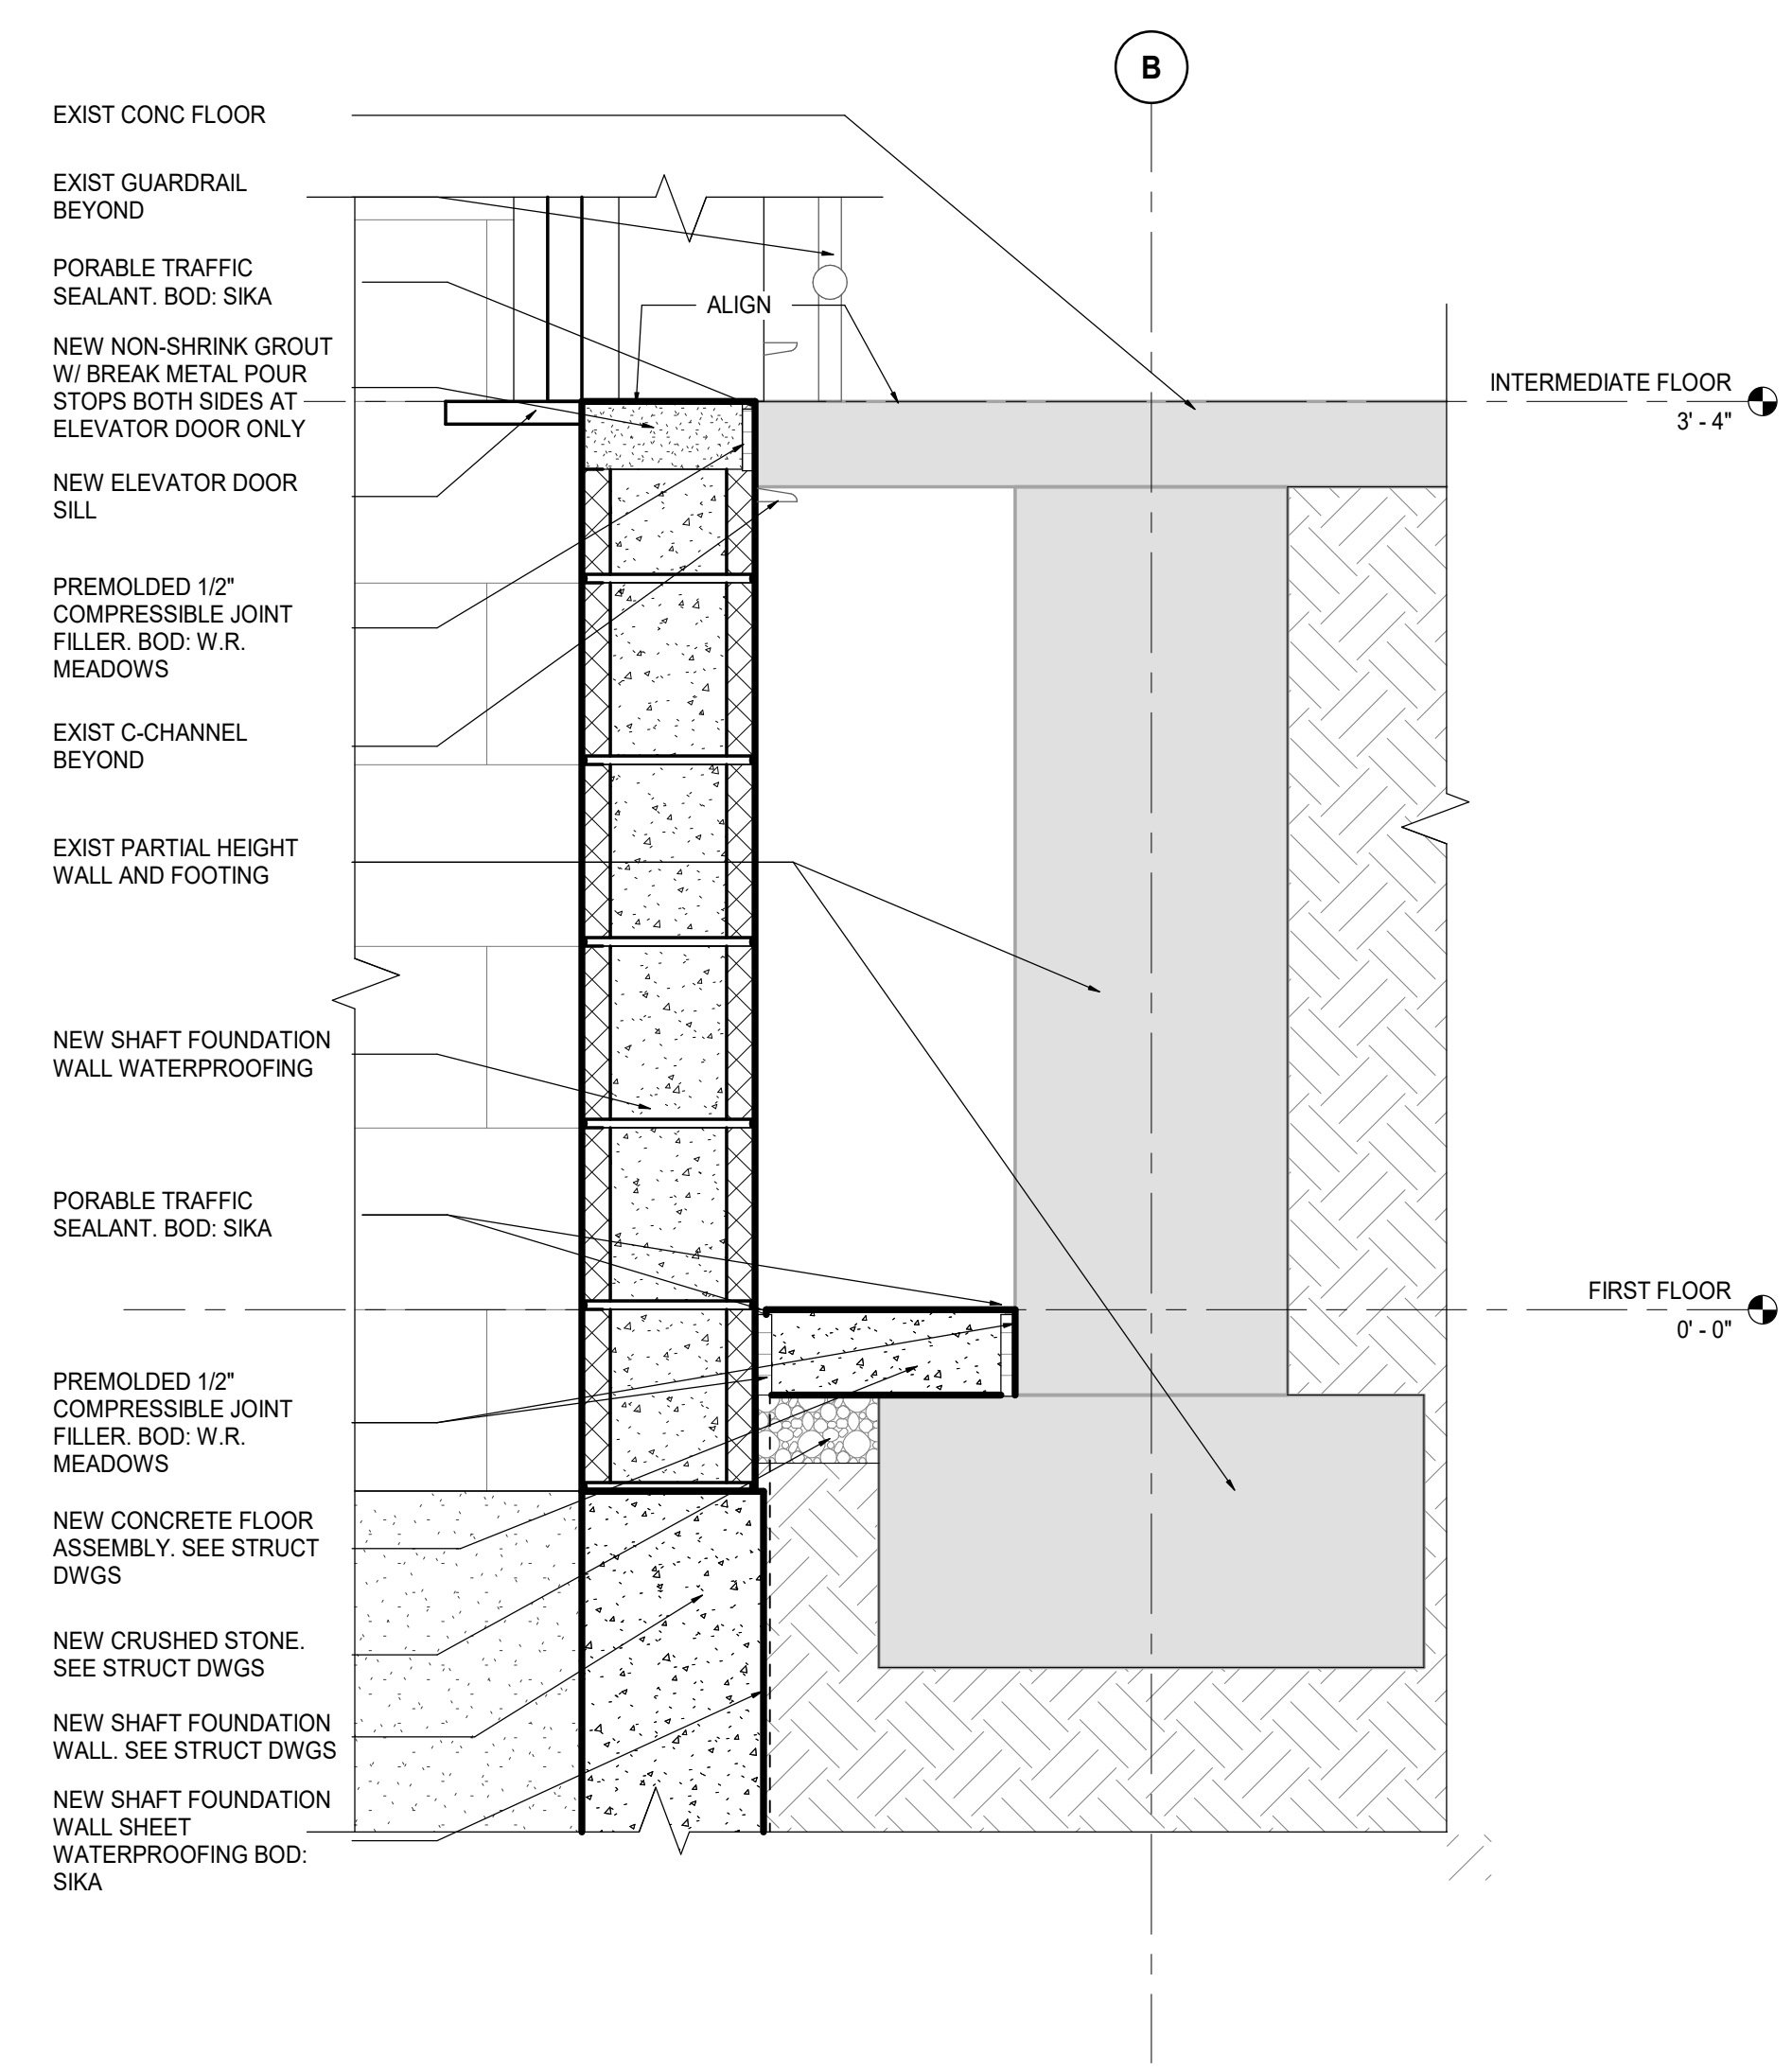 B
EXIST CONC FLOOR
EXIST GUARDRAIL
BEYOND
PORABLE TRAFFIC
SEALANT. BOD: SIKA
ALIGN
NEW NON-SHRINK GROUT
W/ BREAK METAL POUR
STOPS BOTH SIDES AT
ELEVATOR DOOR ONLY
INTERMEDIATE FLOOR
3' - 4"
NEW ELEVATOR DOOR
SILL
PREMOLDED 1/2"
COMPRESSIBLE JOINT
FILLER. BOD: W.R.
MEADOWS
EXIST C-CHANNEL
BEYOND
EXIST PARTIAL HEIGHT
WALL AND FOOTING
NEW SHAFT FOUNDATION
WALL WATERPROOFING
PORABLE TRAFFIC
SEALANT. BOD: SIKA
FIRST FLOOR
0' - 0"
PREMOLDED 1/2"
COMPRESSIBLE JOINT
FILLER. BOD: W.R.
MEADOWS
NEW CONCRETE FLOOR
ASSEMBLY. SEE STRUCT
DWGS
NEW CRUSHED STONE.
SEE STRUCT DWGS
NEW SHAFT FOUNDATION
WALL. SEE STRUCT DWGS
NEW SHAFT FOUNDATION
WALL SHEET
WATERPROOFING BOD:
SIKA